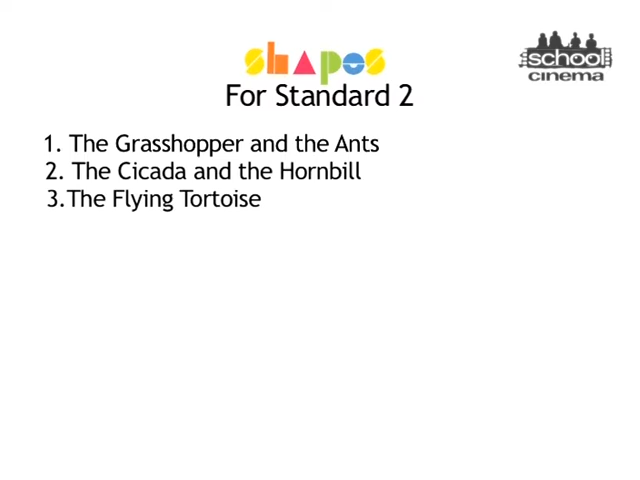 shapes
school
cinema
For Standard 2
1. The Grasshopper and the Ants
2. The Cicada and the Hornbill
3.The Flying Tortoise